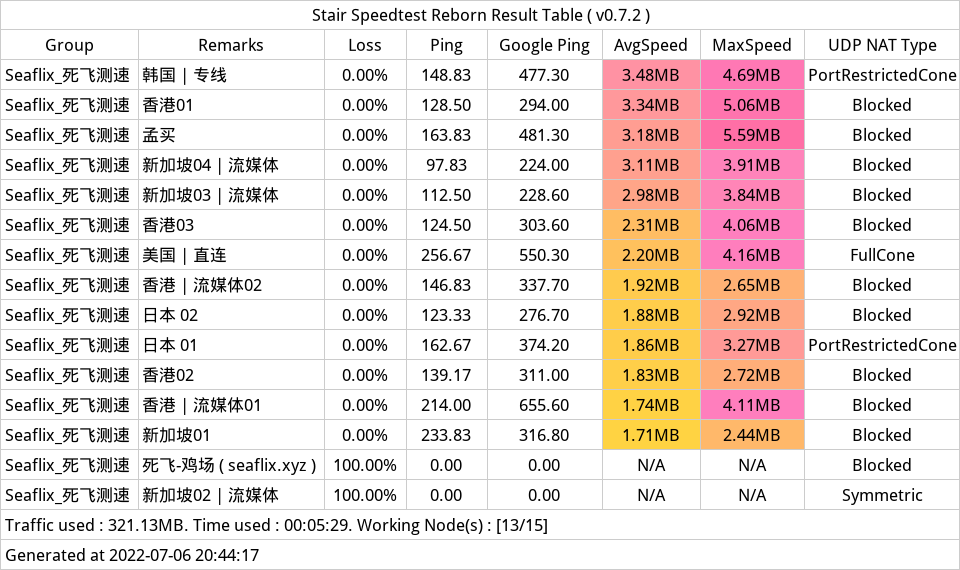 Stair Speedtest Reborn Result Table ( v0.7.2 )
Group Remarks Loss Ping Google Ping AvgSpeed MaxSpeed UDP NAT Type
Seaflix_死飞测速 韩国 | 专线 0.00% 148.83 477.30 3.48MB 4.69MB PortRestrictedCone
Seaflix_死飞测速 香港01 0.00% 128.50 294.00 3.34MB 5.06MB Blocked
Seaflix_死飞测速 孟买 0.00% 163.83 481.30 3.18MB 5.59MB Blocked
Seaflix_死飞测速 新加坡04 | 流媒体 0.00% 97.83 224.00 3.11MB 3.91MB Blocked
Seaflix_死飞测速 新加坡03 | 流媒体 0.00% 112.50 228.60 2.98MB 3.84MB Blocked
Seaflix_死飞测速 香港03 0.00% 124.50 303.60 2.31MB 4.06MB Blocked
Seaflix_死飞测速 美国 | 直连 0.00% 256.67 550.30 2.20MB 4.16MB FullCone
Seaflix_死飞测速 香港 | 流媒体02 0.00% 146.83 337.70 1.92MB 2.65MB Blocked
Seaflix_死飞测速 日本 02 0.00% 123.33 276.70 1.88MB 2.92MB Blocked
Seaflix_死飞测速 日本 01 0.00% 162.67 374.20 1.86MB 3.27MB PortRestrictedCone
Seaflix_死飞测速 香港02 0.00% 139.17 311.00 1.83MB 2.72MB Blocked
Seaflix_死飞测速 香港 | 流媒体01 0.00% 214.00 655.60 1.74MB 4.11MB Blocked
Seaflix_死飞测速 新加坡01 0.00% 233.83 316.80 1.71MB 2.44MB Blocked
Seaflix_死飞测速 死飞-鸡场 ( seaflix.xyz ) 100.00% 0.00 0.00 N/A N/A Blocked
Seaflix_死飞测速 新加坡02 | 流媒体 100.00% 0.00 0.00 N/A N/A Symmetric
Traffic used : 321.13MB. Time used : 00:05:29. Working Node(s) : [13/15]
Generated at 2022-07-06 20:44:17